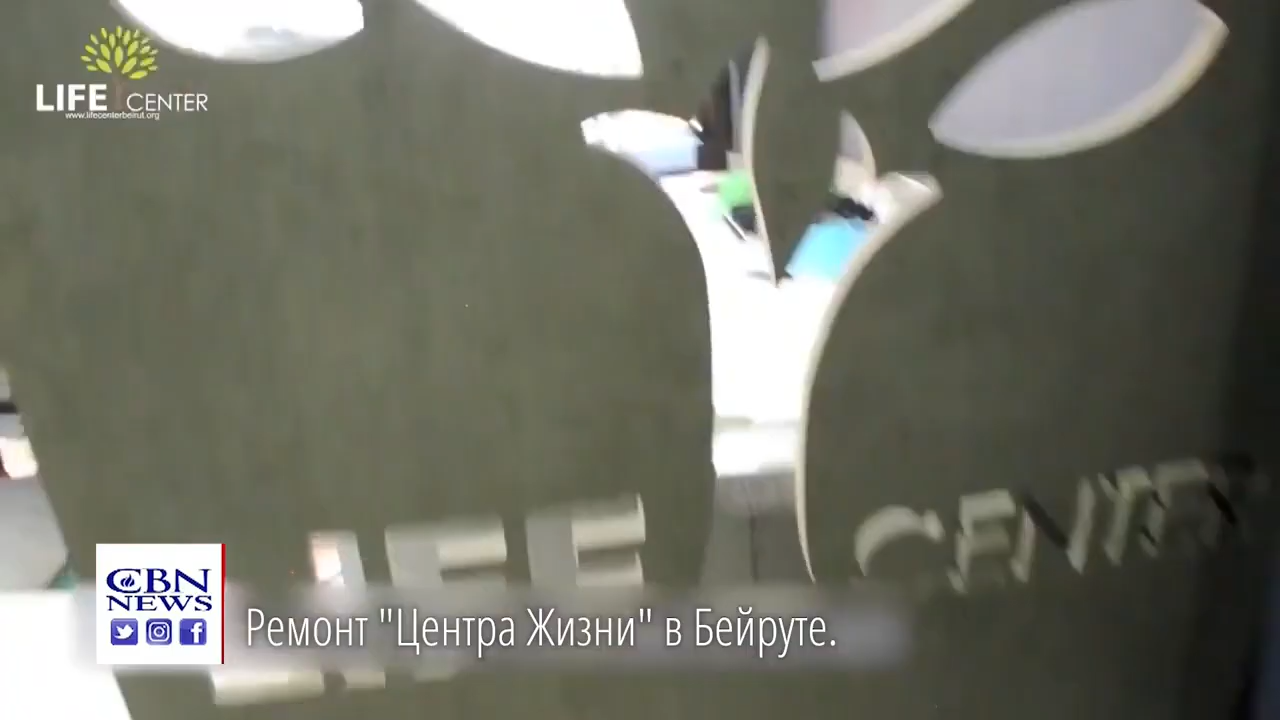 LIFE CENTER
www.lifecenterbeirut.org
LIFE CENTER
CBN
NEWS
Ремонт "Центра Жизни" в Бейруте.